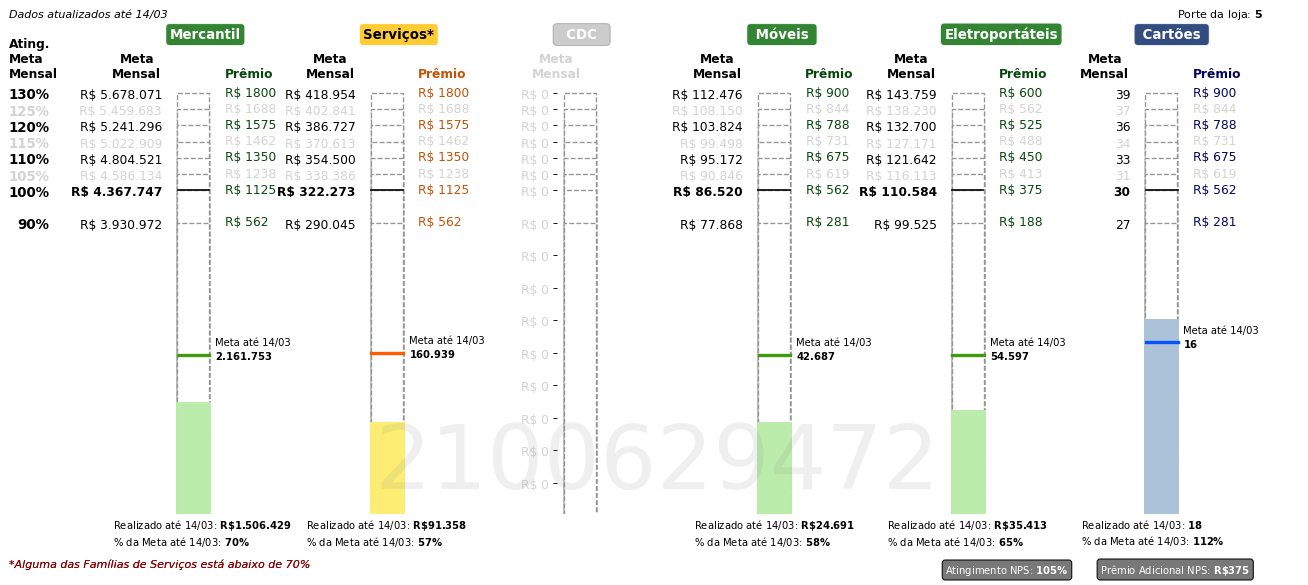 Dados atualizados até 14/03
Porte da loja: 5
Mercantil Serviços* CDC Móveis Eletroportáteis Cartões
Ating. Meta Mensal
Meta Mensal Prêmio Meta Mensal Prêmio Meta Mensal Meta Mensal Prêmio Meta Mensal Prêmio Meta Mensal Prêmio
130% R$ 5.678.071 R$ 1800 R$ 418.954 R$ 1800 R$ 0 R$ 112.476 R$ 900 R$ 143.759 R$ 600 39 R$ 900
125% R$ 5.459.683 R$ 1688 R$ 402.841 R$ 1688 R$ 0 R$ 108.150 R$ 844 R$ 138.230 R$ 562 37 R$ 844
120% R$ 5.241.296 R$ 1575 R$ 386.727 R$ 1575 R$ 0 R$ 103.824 R$ 788 R$ 132.700 R$ 525 36 R$ 788
115% R$ 5.022.909 R$ 1462 R$ 370.613 R$ 1462 R$ 0 R$ 99.498 R$ 731 R$ 127.171 R$ 488 34 R$ 731
110% R$ 4.804.521 R$ 1350 R$ 354.500 R$ 1350 R$ 0 R$ 95.172 R$ 675 R$ 121.642 R$ 450 33 R$ 675
105% R$ 4.586.134 R$ 1238 R$ 338.386 R$ 1238 R$ 0 R$ 90.846 R$ 619 R$ 116.113 R$ 413 31 R$ 619
100% R$ 4.367.747 R$ 1125 R$ 322.273 R$ 1125 R$ 0 R$ 86.520 R$ 562 R$ 110.584 R$ 375 30 R$ 562
90% R$ 3.930.972 R$ 562 R$ 290.045 R$ 562 R$ 0 R$ 77.868 R$ 281 R$ 99.525 R$ 188 27 R$ 281
R$ 0
R$ 0
R$ 0
Meta até 14/03 Meta até 14/03 Meta até 14/03 Meta até 14/03 Meta até 14/03
2.161.753 160.939 R$ 0 42.687 54.597 16
R$ 0
R$ 0
R$ 0
R$ 0
2100629472
Realizado até 14/03: R$1.506.429 Realizado até 14/03: R$91.358 Realizado até 14/03: R$24.691 Realizado até 14/03: R$35.413 Realizado até 14/03: 18
% da Meta até 14/03: 70% % da Meta até 14/03: 57% % da Meta até 14/03: 58% % da Meta até 14/03: 65% % da Meta até 14/03: 112%
*Alguma das Famílias de Serviços está abaixo de 70%
Atingimento NPS: 105% Prêmio Adicional NPS: R$375